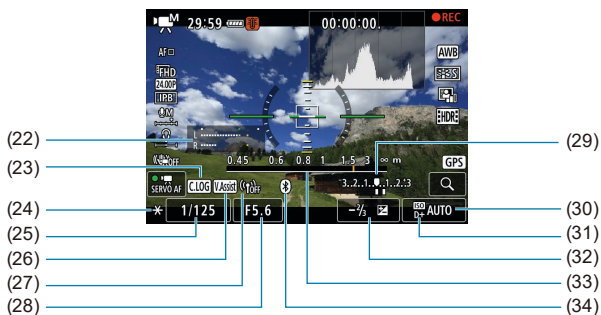 M 29:59 00:00:00. REC
AF
AWB
FHD
24.00P
IPB
M
L
R
HDR
OFF
0.45 0.6 0.8 1 1.5 3 ∞ m
GPS
SERVO AF
C.LOG V.Assist OFF
3..2..1..0..1..2..3
1/125 F5.6 −2/3 ISO D+ AUTO
(22)
(23)
(24)
(25)
(26)
(27)
(28)
(29)
(30)
(31)
(32)
(33)
(34)